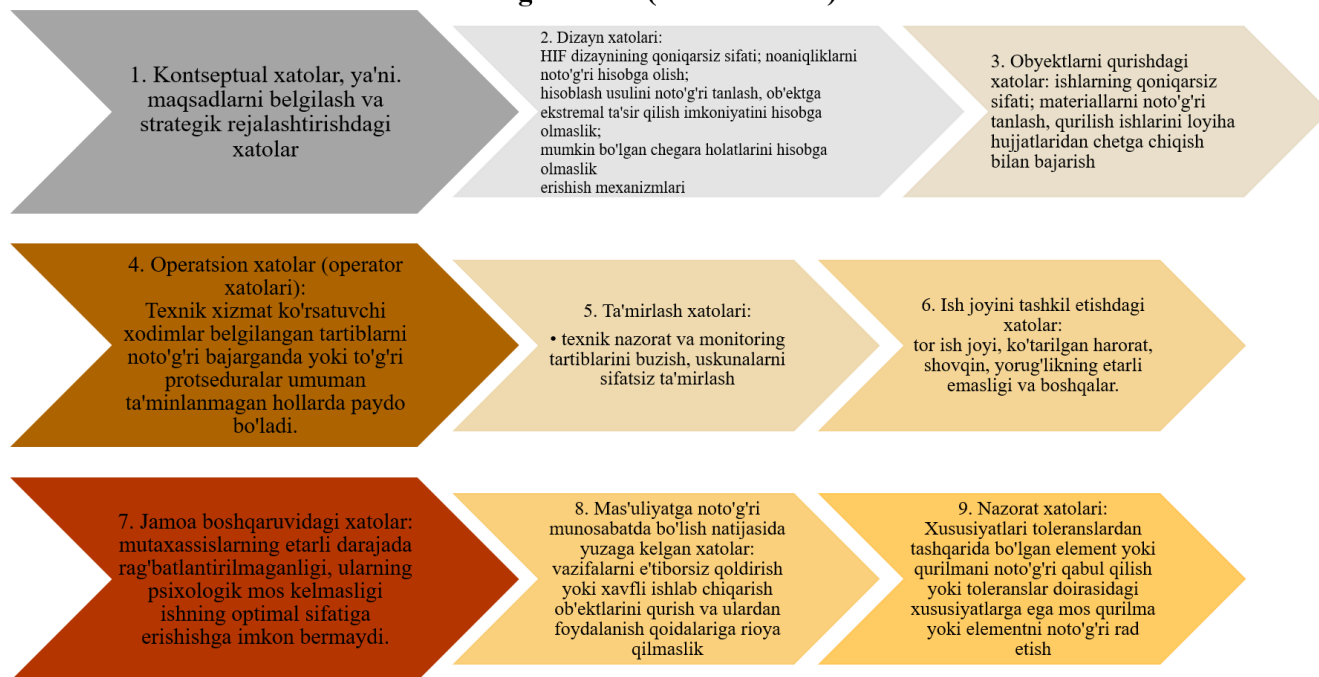 1. Kontseptual xatolar, ya'ni.
maqsadlarni belgilash va
strategik rejalashtirishdagi
xatolar
2. Dizayn xatolari:
HIF dizaynining qoniqarsiz sifati; noaniqliklarni
noto'g'ri hisobga olish;
hisoblash usulini noto'g'ri tanlash, ob'ektga
ekstremal ta'sir qilish imkoniyatini hisobga
olmaslik;
mumkin bo'lgan chegara holatlarini hisobga
olmaslik
erishish mexanizmlari
3. Obyektlarni qurishdagi
xatolar: ishlarning qoniqarsiz
sifati; materiallarni noto'g'ri
tanlash, qurilish ishlarini loyiha
hujjatlaridan chetga chiqish
bilan bajarish
4. Operatsion xatolar (operator
xatolari):
Texnik xizmat ko'rsatuvchi
xodimlar belgilangan tartiblarni
noto'g'ri bajarganda yoki to'g'ri
protseduralar umuman
ta'minlanmagan hollarda paydo
bo'ladi.
5. Ta'mirlash xatolari:
• texnik nazorat va monitoring
tartiblarini buzish, uskunalarni
sifatsiz ta'mirlash
6. Ish joyini tashkil etishdagi
xatolar:
tor ish joyi, ko'tarilgan harorat,
shovqin, yorug'likning etarli
emasligi va boshqalar.
7. Jamoa boshqaruvidagi xatolar:
mutaxassislarning etarli darajada
rag'batlantirilmaganligi, ularning
psixologik mos kelmasligi
ishning optimal sifatiga
erishishga imkon bermaydi.
8. Mas'uliyatga noto'g'ri
munosabatda bo'lish natijasida
yuzaga kelgan xatolar:
vazifalarni e'tiborsiz qoldirish
yoki xavfli ishlab chiqarish
ob'ektlarini qurish va ulardan
foydalanish qoidalariga rioya
qilmaslik
9. Nazorat xatolari:
Xususiyatlari toleranslardan
tashqarida bo'lgan element yoki
qurilmani noto'g'ri qabul qilish
yoki toleranslar doirasidagi
xususiyatlarga ega mos qurilma
yoki elementni noto'g'ri rad
etish